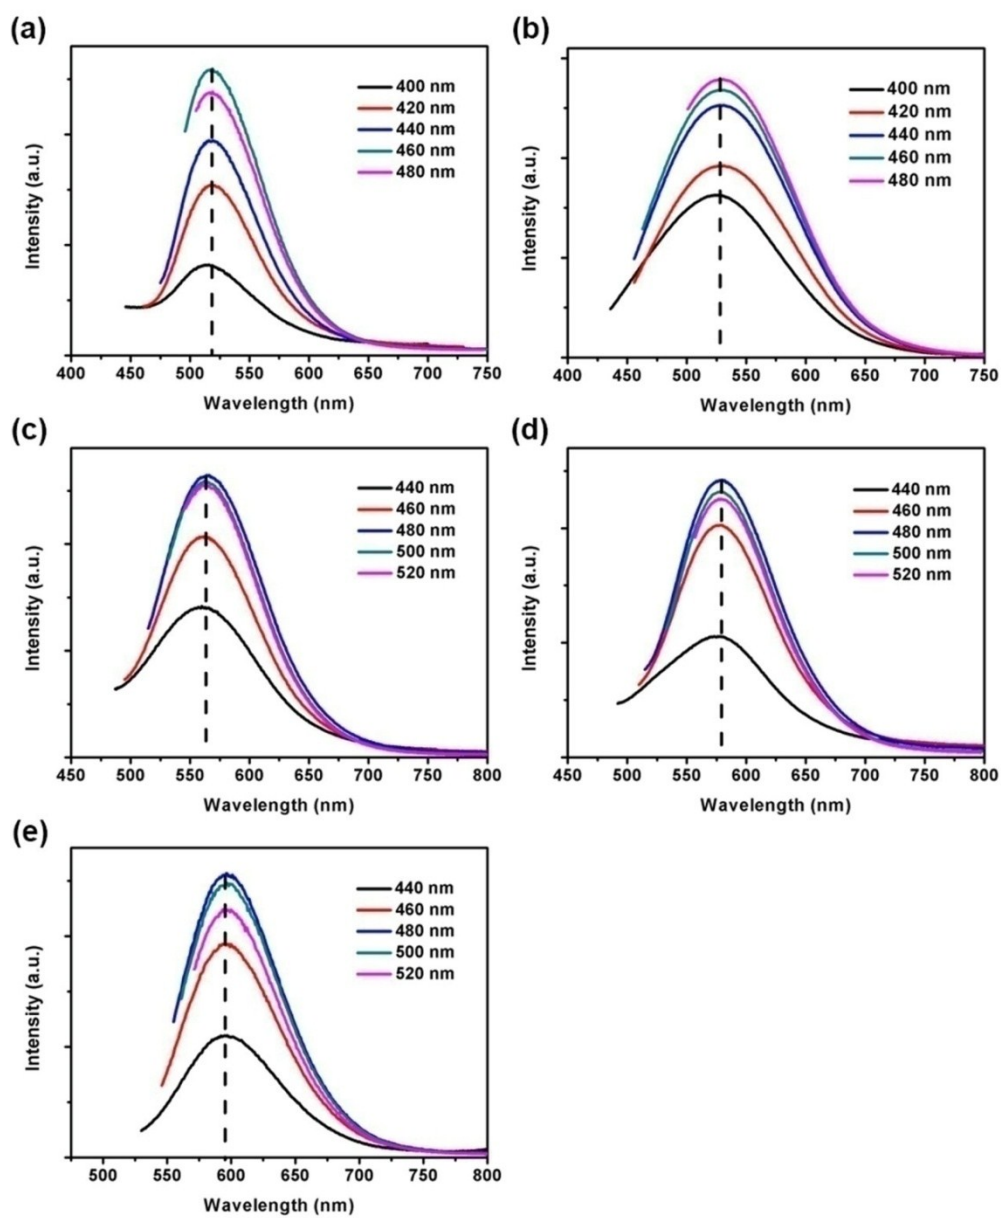 (a)
400 nm
420 nm
440 nm
460 nm
480 nm
Intensity (a.u.)
400 450 500 550 600 650 700 750
Wavelength (nm)
(b)
400 nm
420 nm
440 nm
460 nm
480 nm
Intensity (a.u.)
400 450 500 550 600 650 700 750
Wavelength (nm)
(c)
440 nm
460 nm
480 nm
500 nm
520 nm
Intensity (a.u.)
450 500 550 600 650 700 750 800
Wavelength (nm)
(d)
440 nm
460 nm
480 nm
500 nm
520 nm
Intensity (a.u.)
450 500 550 600 650 700 750 800
Wavelength (nm)
(e)
440 nm
460 nm
480 nm
500 nm
520 nm
Intensity (a.u.)
500 550 600 650 700 750 800
Wavelength (nm)